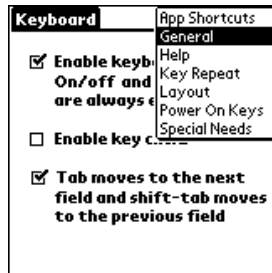 Keyboard
App Shortcuts
General
Help
Key Repeat
Layout
Power On Keys
Special Needs
Enable
On/off and
are always
Enable key
Tab moves to the next
field and shift-tab moves
to the previous field